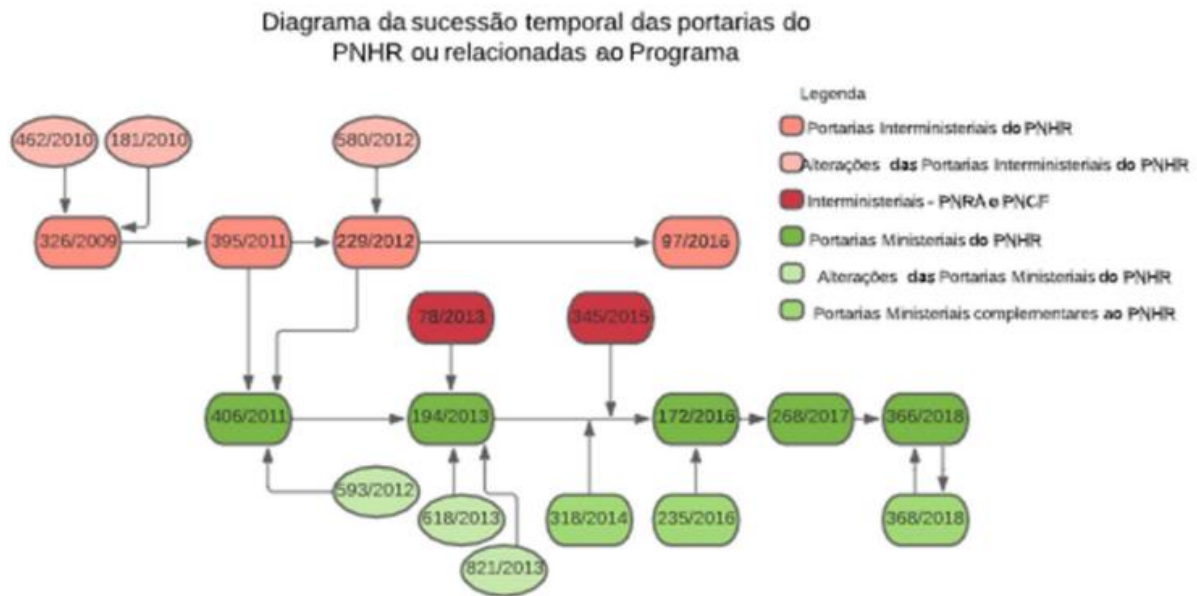 Diagrama da sucessão temporal das portarias do
PNHR ou relacionadas ao Programa
Legenda
Portarias Interministeriais do PNHR
Alterações das Portarias Interministeriais do PNHR
Interministeriais - PNRA e PNCF
Portarias Ministeriais do PNHR
Alterações das Portarias Ministeriais do PNHR
Portarias Ministeriais complementares ao PNHR
462/2010
181/2010
580/2012
326/2009
395/2011
229/2012
97/2016
78/2013
345/2015
406/2011
194/2013
172/2016
268/2017
366/2018
593/2012
618/2013
318/2014
235/2016
368/2018
821/2013